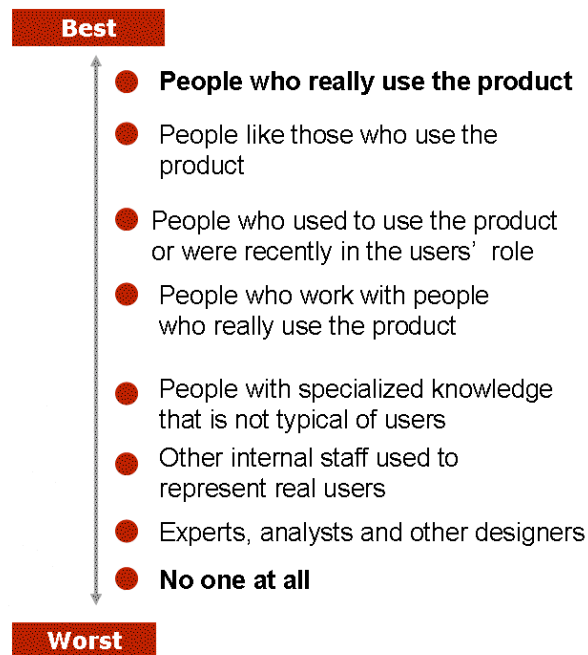 Best
People who really use the product
People like those who use the
product
People who used to use the product
or were recently in the users' role
People who work with people
who really use the product
People with specialized knowledge
that is not typical of users
Other internal staff used to
represent real users
Experts, analysts and other designers
No one at all
Worst